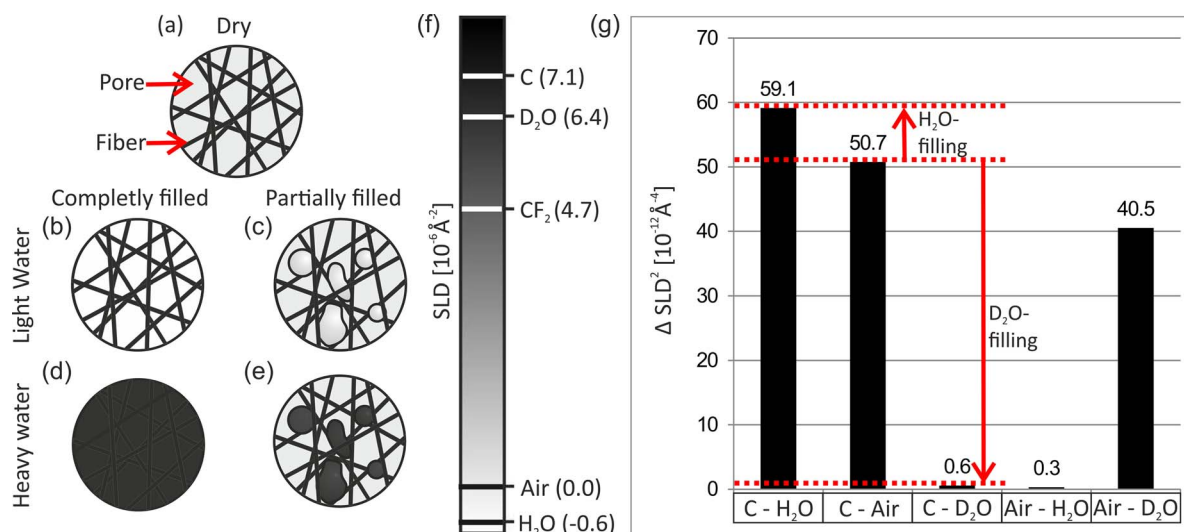 (a)
Dry
Pore
Fiber
Completly filled
Partially filled
(b)
(c)
Light Water
(d)
(e)
Heavy water
(f)
SLD [10⁻⁶Å⁻²]
C (7.1)
D₂O (6.4)
CF₂ (4.7)
Air (0.0)
H₂O (-0.6)
(g)
Δ SLD² [10⁻¹²Å⁻⁴]
70
60
50
40
30
20
10
0
59.1
50.7
0.6
0.3
40.5
H₂O-
filling
D₂O-
filling
C - H₂O
C - Air
C - D₂O
Air - H₂O
Air - D₂O